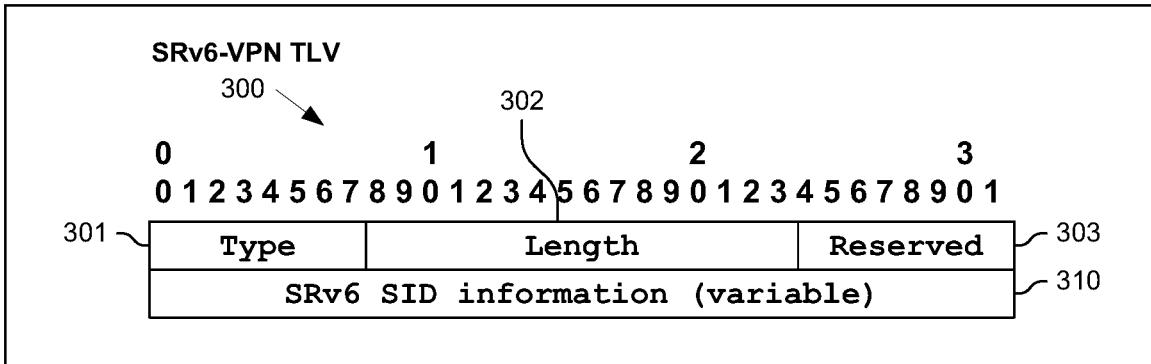 SRv6-VPN TLV
300
302
0 1 2 3
0 1 2 3 4 5 6 7 8 9 0 1 2 3 4 5 6 7 8 9 0 1 2 3 4 5 6 7 8 9 0 1
301 Type Length Reserved 303
SRv6 SID information (variable) 310